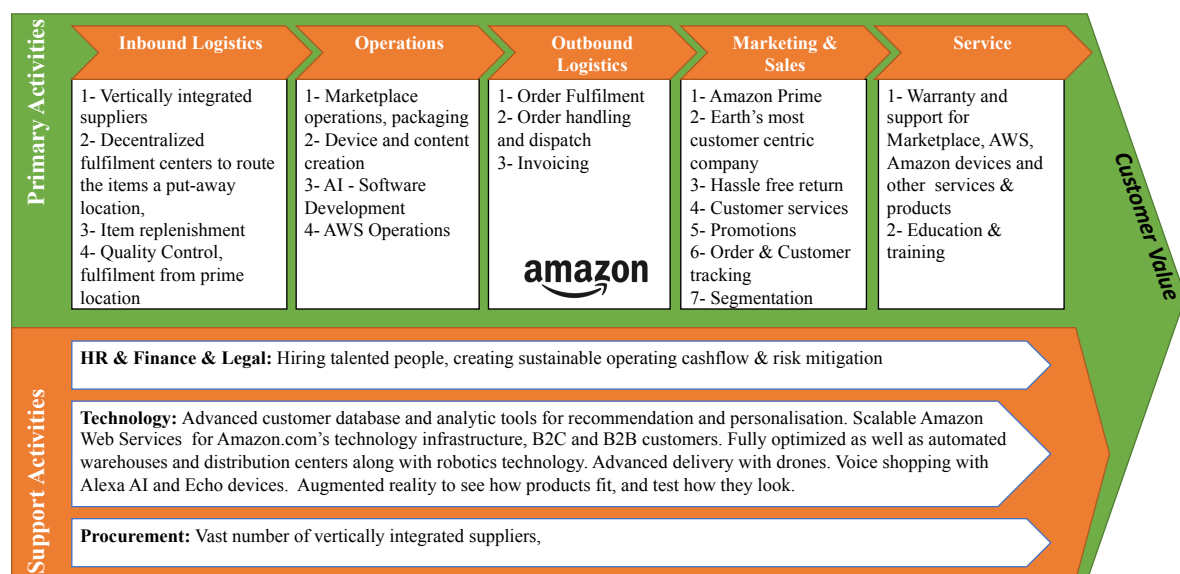 Primary Activities
Inbound Logistics
Operations
Outbound
Logistics
Marketing &
Sales
Service
1- Vertically integrated
suppliers
2- Decentralized
fulfilment centers to route
the items a put-away
location,
3- Item replenishment
4- Quality Control,
fulfilment from prime
location
1- Marketplace
operations, packaging
2- Device and content
creation
3- AI - Software
Development
4- AWS Operations
1- Order Fulfilment
2- Order handling
and dispatch
3- Invoicing
amazon
1- Amazon Prime
2- Earth's most
customer centric
company
3- Hassle free return
4- Customer services
5- Promotions
6- Order & Customer
tracking
7- Segmentation
1- Warranty and
support for
Marketplace, AWS,
Amazon devices and
other services &
products
2- Education &
training
Customer Value
Support Activities
HR & Finance & Legal: Hiring talented people, creating sustainable operating cashflow & risk mitigation
Technology: Advanced customer database and analytic tools for recommendation and personalisation. Scalable Amazon
Web Services for Amazon.com's technology infrastructure, B2C and B2B customers. Fully optimized as well as automated
warehouses and distribution centers along with robotics technology. Advanced delivery with drones. Voice shopping with
Alexa AI and Echo devices. Augmented reality to see how products fit, and test how they look.
Procurement: Vast number of vertically integrated suppliers,